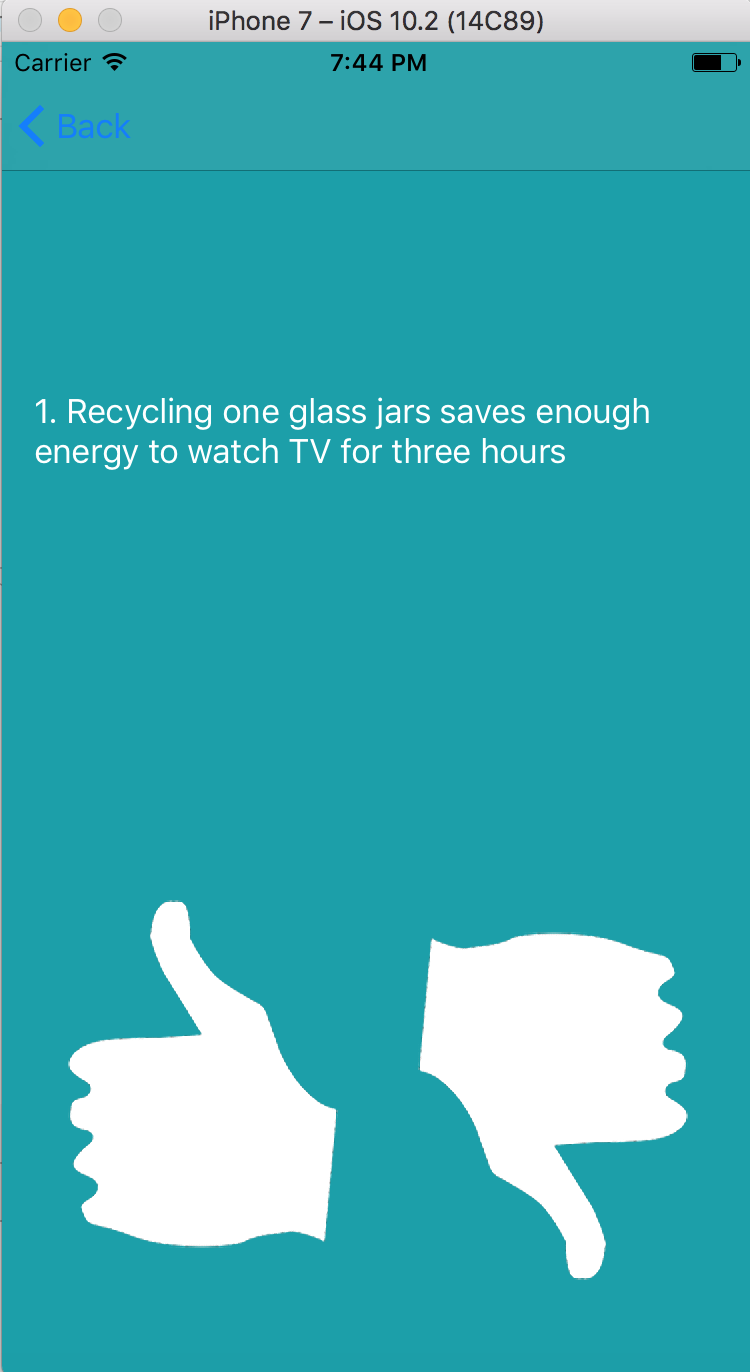 iPhone 7 – iOS 10.2 (14C89)
Carrier 7:44 PM
Back
1. Recycling one glass jars saves enough
energy to watch TV for three hours